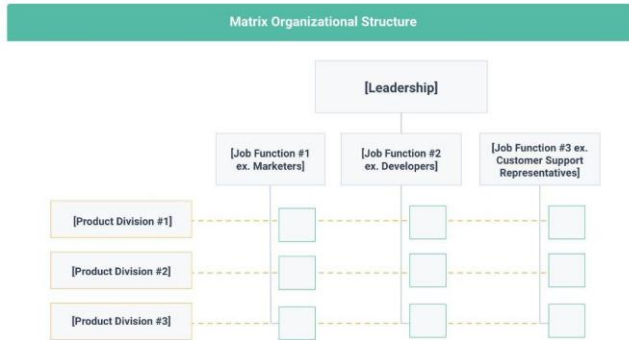 Matrix Organizational Structure
[Leadership]
[Job Function #1
ex. Marketers]
[Job Function #2
ex. Developers]
[Job Function #3 ex.
Customer Support
Representatives]
[Product Division #1]
[Product Division #2]
[Product Division #3]